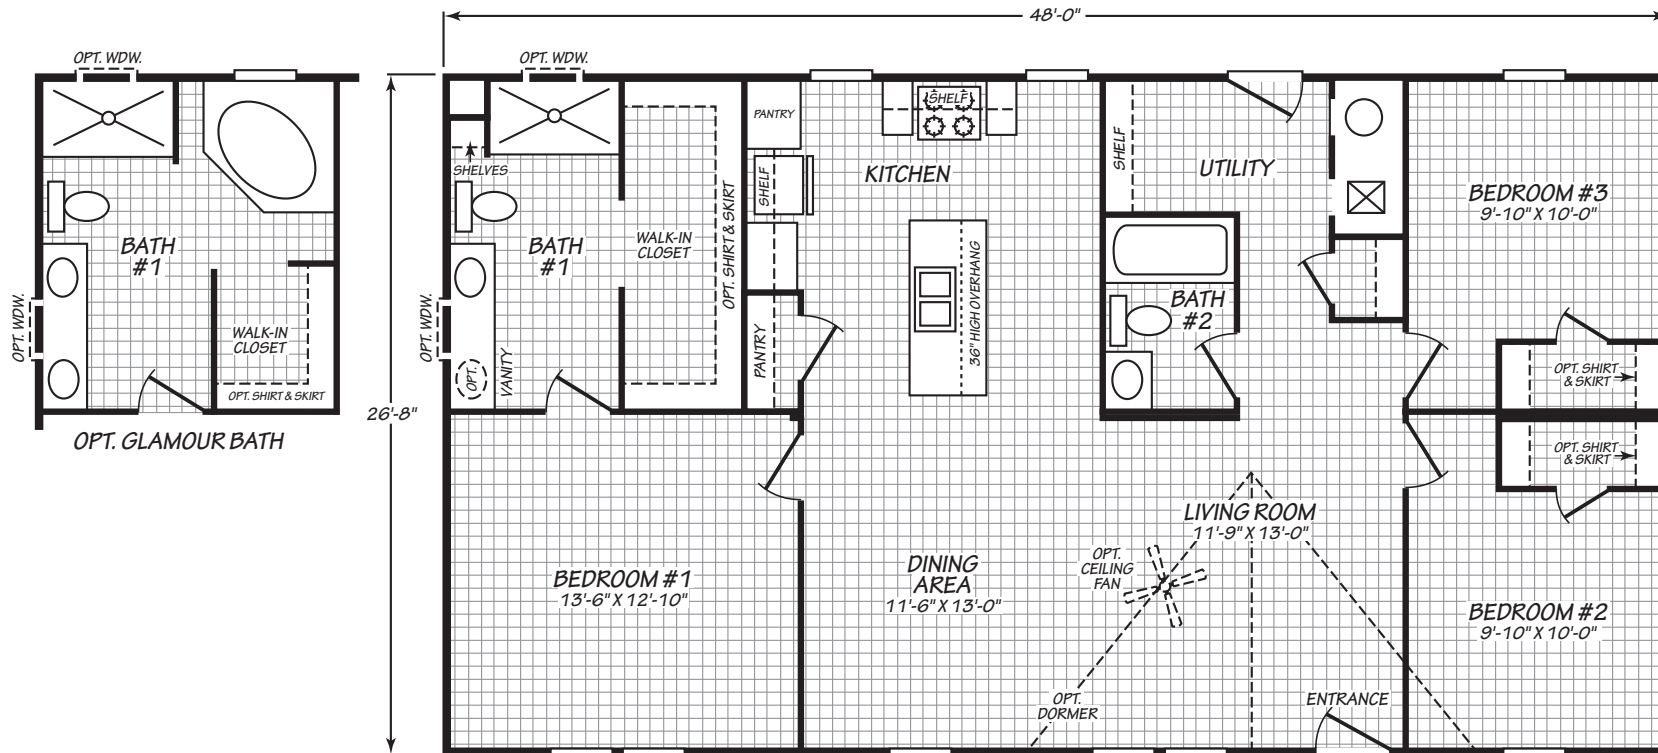 48'-0"
OPT. WDW.
BATH
#1
OPT. WDW.
WALK-IN
CLOSET
OPT. SHIRT & SKIRT
OPT. GLAMOUR BATH
26'-8"
OPT. WDW.
SHELVES
BATH
#1
OPT. WDW.
OPT.
VANITY
WALK-IN
CLOSET
OPT. SHIRT & SKIRT
PANTRY
SHELF
PANTRY
SHELF
KITCHEN
36" HIGH OVERHANG
SHELF
UTILITY
BATH
#2
BEDROOM #3
9'-10" X 10'-0"
OPT. SHIRT
& SKIRT
OPT. SHIRT
& SKIRT
BEDROOM #1
13'-6" X 12'-10"
DINING
AREA
11'-6" X 13'-0"
OPT.
CEILING
FAN
LIVING ROOM
11'-9" X 13'-0"
BEDROOM #2
9'-10" X 10'-0"
OPT.
DORMER
ENTRANCE